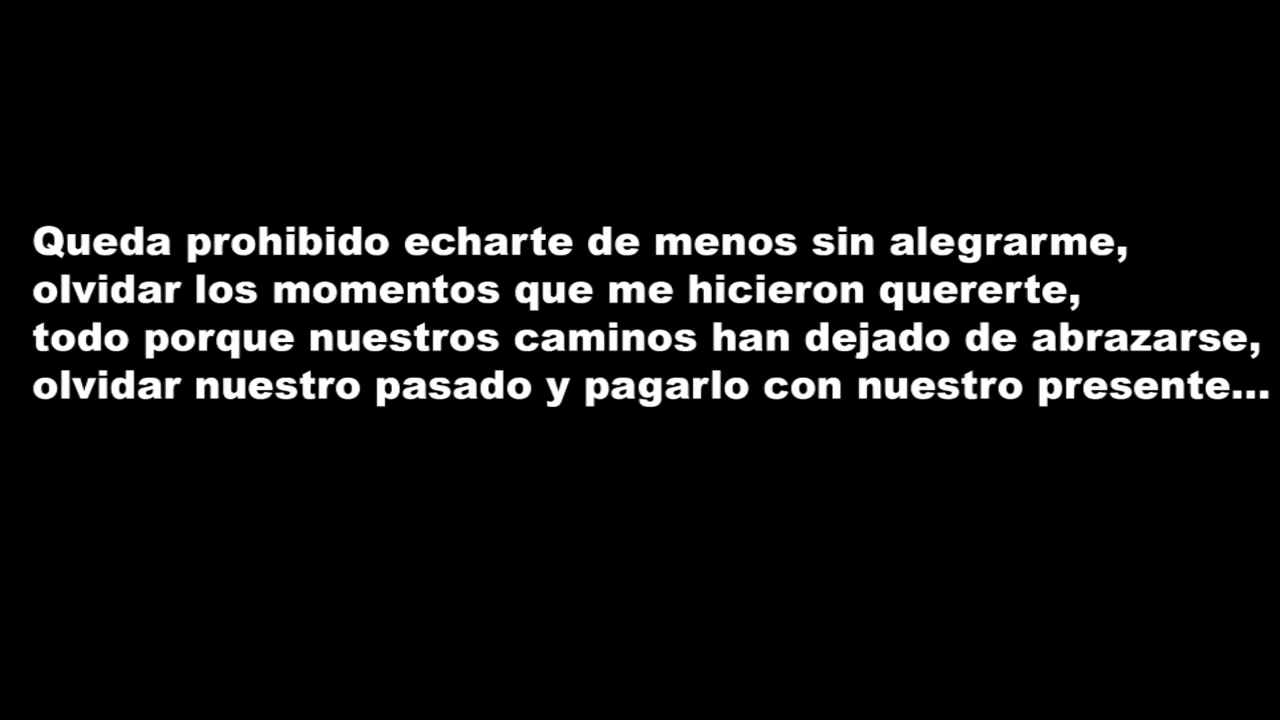 Queda prohibido echarte de menos sin alegrarme,
olvidar los momentos que me hicieron quererte,
todo porque nuestros caminos han dejado de abrazarse,
olvidar nuestro pasado y pagarlo con nuestro presente...